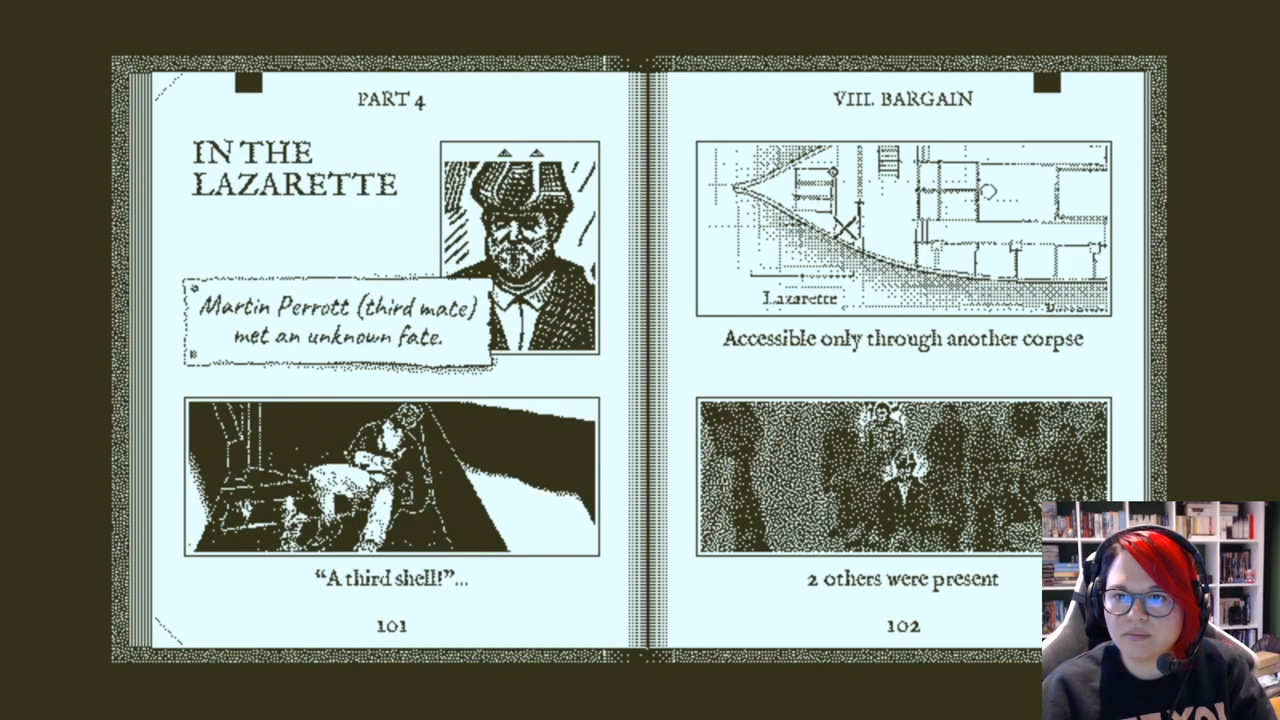 PART 4
IN THE
LAZARETTE
Martin Perrott (third mate)
met an unknown fate.
"A third shell!"...
101
VIII. BARGAIN
Lazarette
Accessible only through another corpse
2 others were present
102